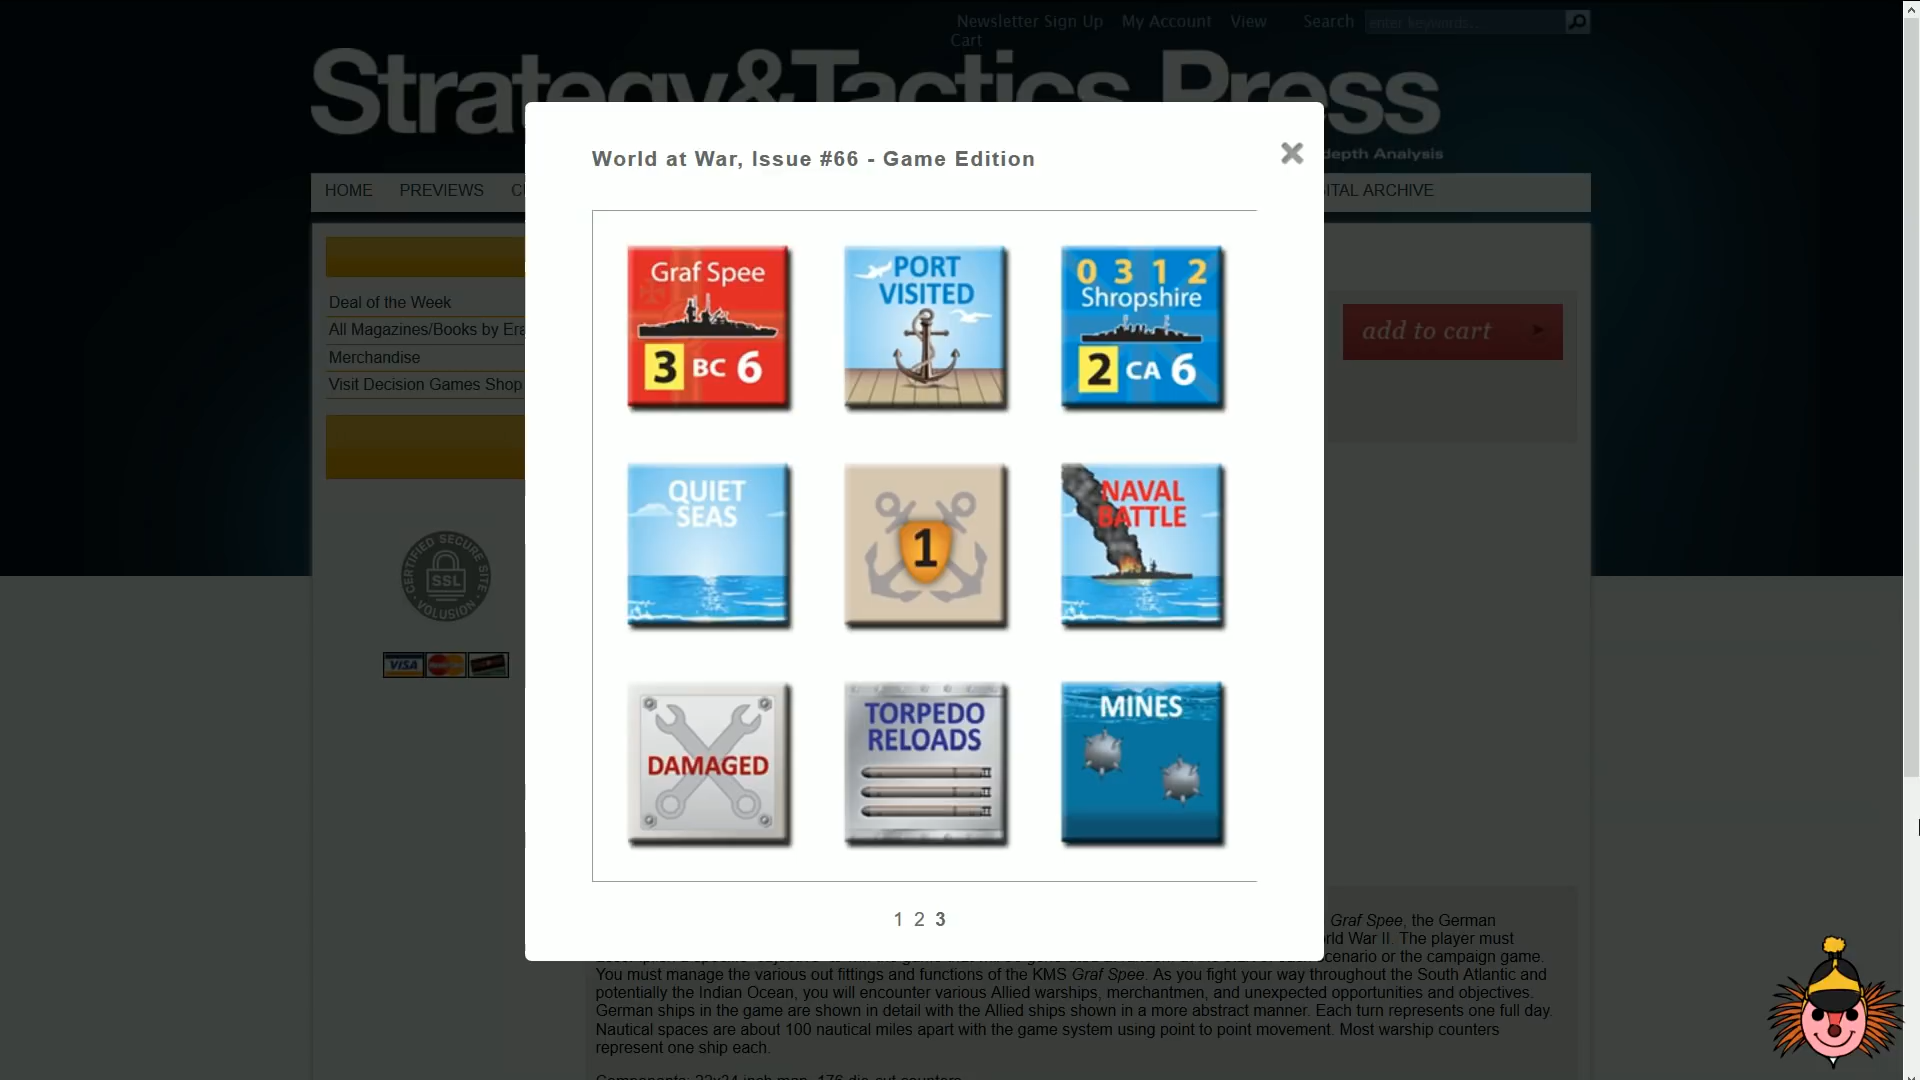 Newsletter Sign Up My Account View Cart
Search enter keywords...
Strategy&Tactics Press
depth Analysis
HOME PREVIEWS
ITAL ARCHIVE
Deal of the Week
All Magazines/Books by Era
Merchandise
Visit Decision Games Shop
CERTIFIED SECURE SITE
SSL
VOLUSION
VISA
add to cart
World at War, Issue #66 - Game Edition
Graf Spee
3 BC 6
PORT
VISITED
0 3 1 2
Shropshire
2 CA 6
QUIET
SEAS
1
NAVAL
BATTLE
DAMAGED
TORPEDO
RELOADS
MINES
1 2 3
Graf Spee, the German
rld War II. The player must
cenario or the campaign game.
You must manage the various out fittings and functions of the KMS Graf Spee. As you fight your way throughout the South Atlantic and
potentially the Indian Ocean, you will encounter various Allied warships, merchantmen, and unexpected opportunities and objectives.
German ships in the game are shown in detail with the Allied ships shown in a more abstract manner. Each turn represents one full day.
Nautical spaces are about 100 nautical miles apart with the game system using point to point movement. Most warship counters
represent one ship each.